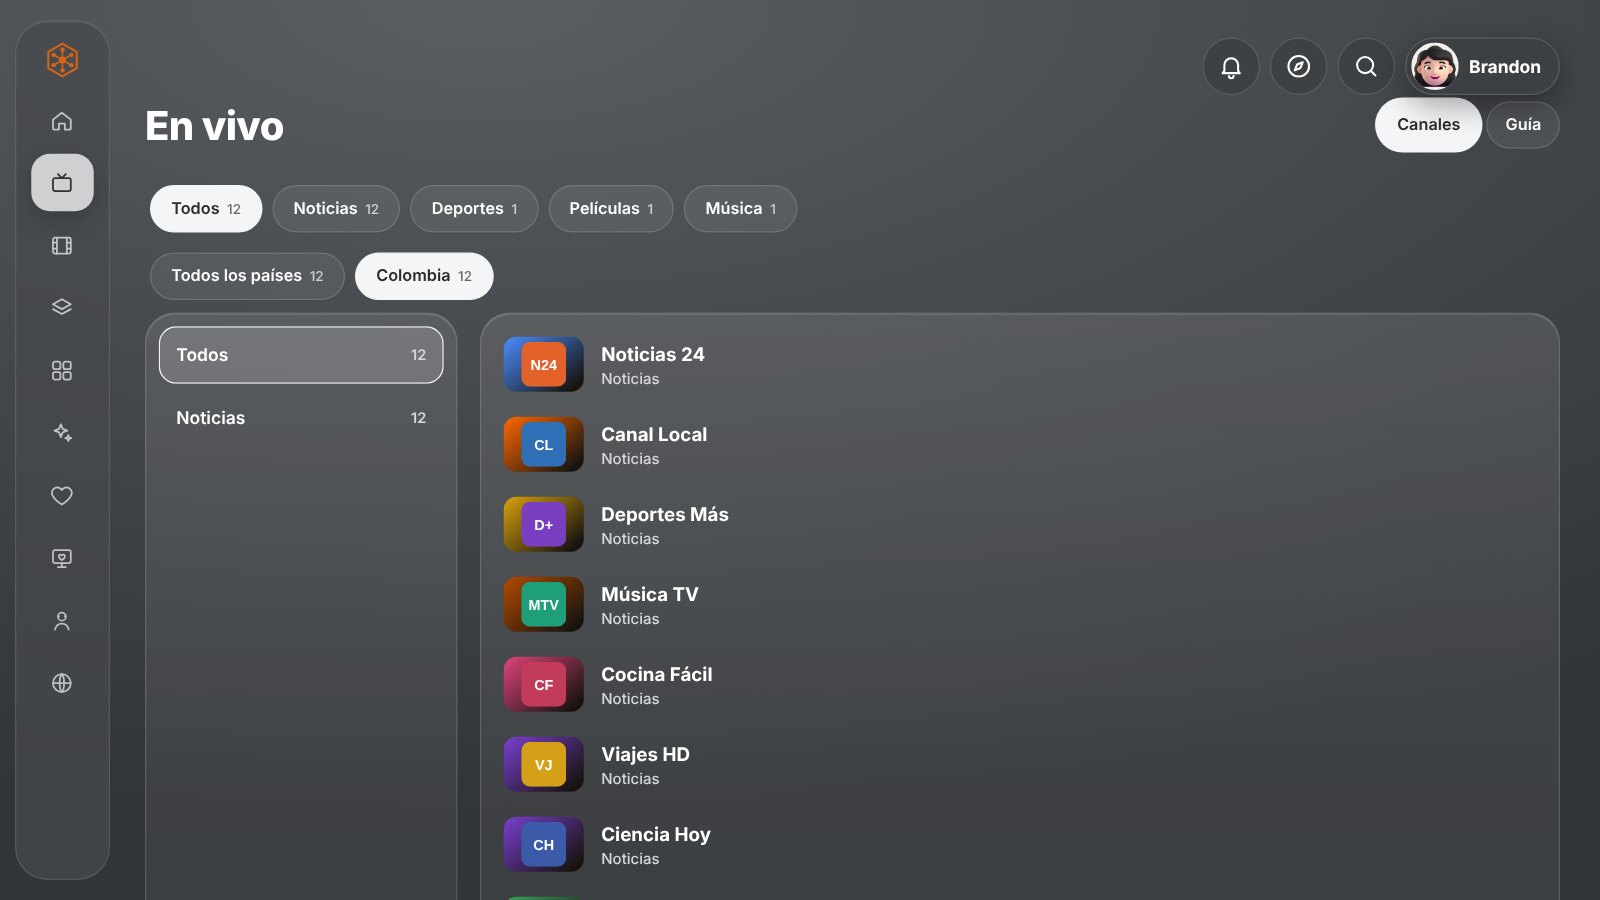 Brandon
En vivo
Canales
Guía
Todos 12
Noticias 12
Deportes 1
Películas 1
Música 1
Todos los países 12
Colombia 12
Todos 12
Noticias 12
N24
Noticias 24
Noticias
CL
Canal Local
Noticias
D+
Deportes Más
Noticias
MTV
Música TV
Noticias
CF
Cocina Fácil
Noticias
VJ
Viajes HD
Noticias
CH
Ciencia Hoy
Noticias